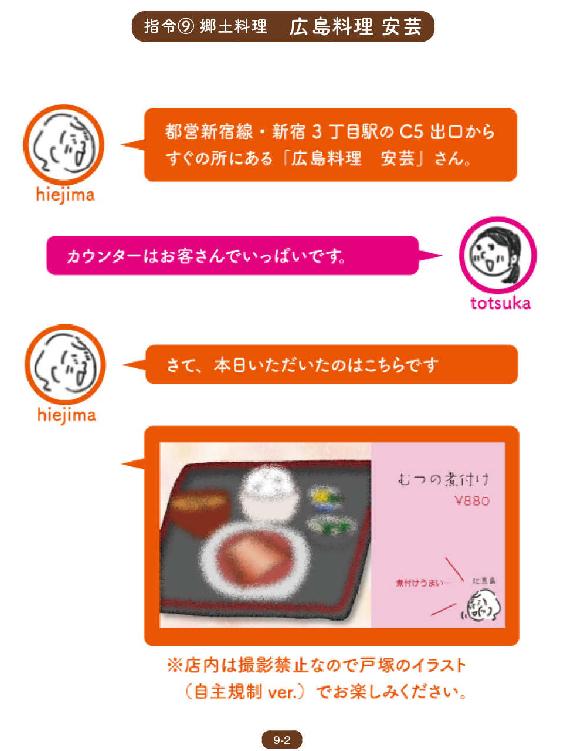 指令⑨ 郷土料理 広島料理 安芸
都営新宿線・新宿3丁目駅のC5出口から
すぐの所にある「広島料理 安芸」さん。
hiejima
カウンターはお客さんでいっぱいです。
totsuka
さて、本日いただいたのはこちらです
hiejima
むつの煮付け
¥880
煮付けうまい…
比慧島
※店内は撮影禁止なので戸塚のイラスト
（自主規制 ver.）でお楽しみください。
9-2